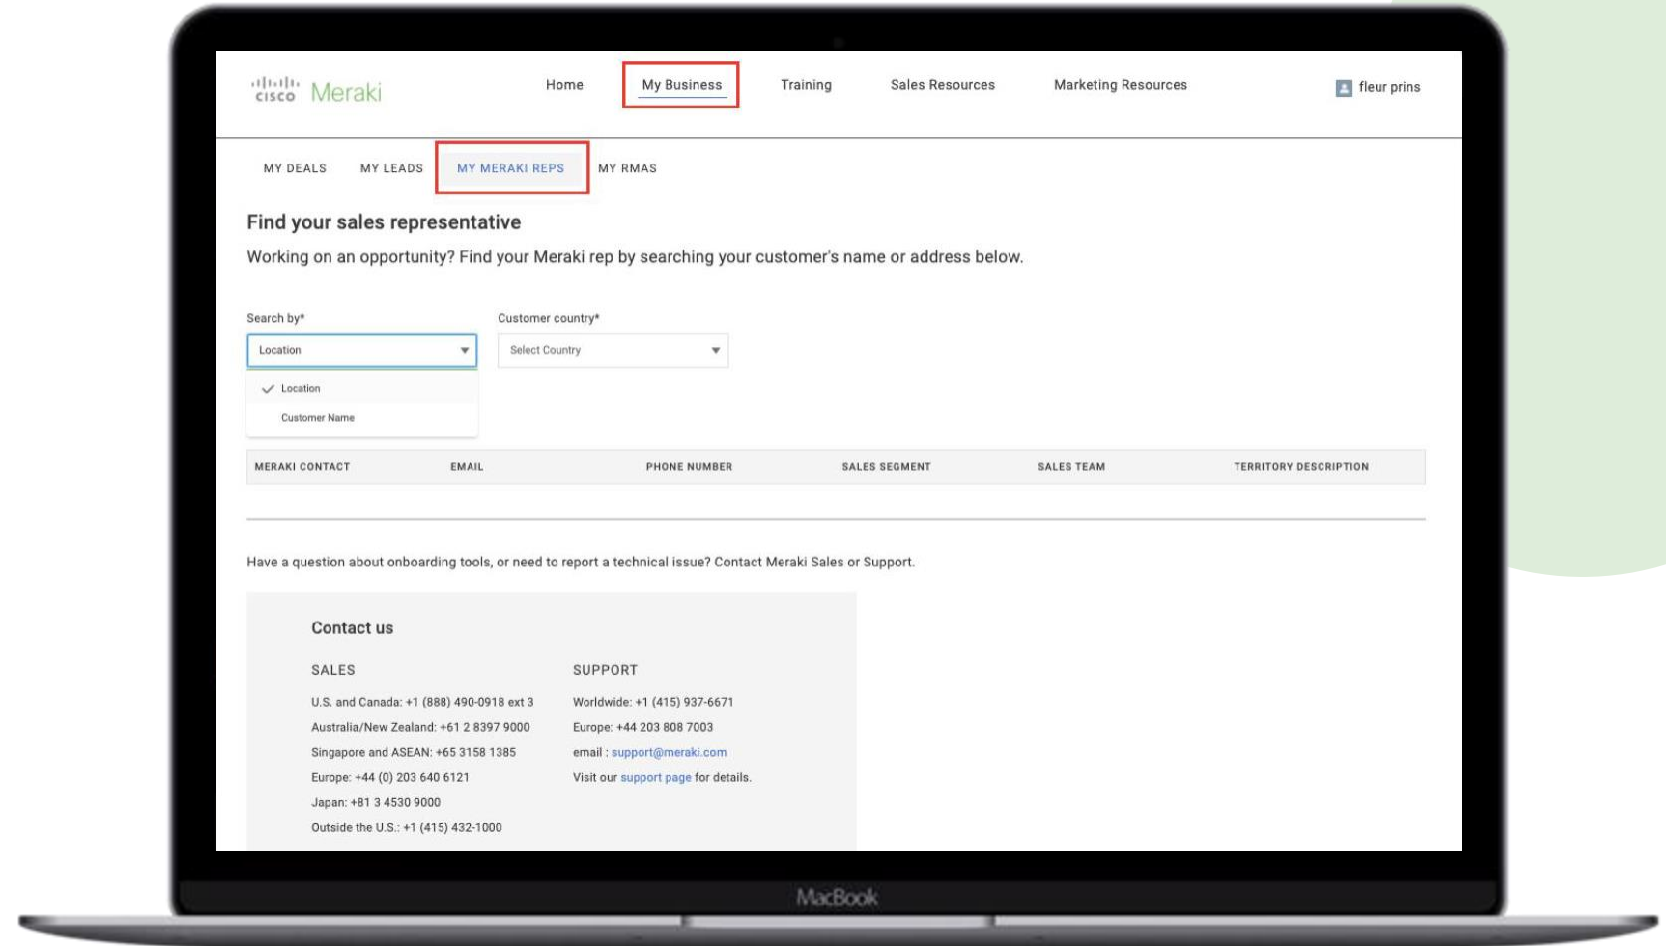 cisco Meraki
Home My Business Training Sales Resources Marketing Resources fleur prins
MY DEALS MY LEADS MY MERAKI REPS MY RMAS
Find your sales representative
Working on an opportunity? Find your Meraki rep by searching your customer's name or address below.
Search by* Customer country*
Location Select Country
Location
Customer Name
MERAKI CONTACT EMAIL PHONE NUMBER SALES SEGMENT SALES TEAM TERRITORY DESCRIPTION
Have a question about onboarding tools, or need to report a technical issue? Contact Meraki Sales or Support.
Contact us
SALES
U.S. and Canada: +1 (888) 490-0918 ext 3
Australia/New Zealand: +61 2 8397 9000
Singapore and ASEAN: +65 3158 1385
Europe: +44 (0) 203 640 6121
Japan: +81 3 4530 9000
Outside the U.S.: +1 (415) 432-1000
SUPPORT
Worldwide: +1 (415) 937-6671
Europe: +44 203 808 7003
email : support@meraki.com
Visit our support page for details.
MacBook